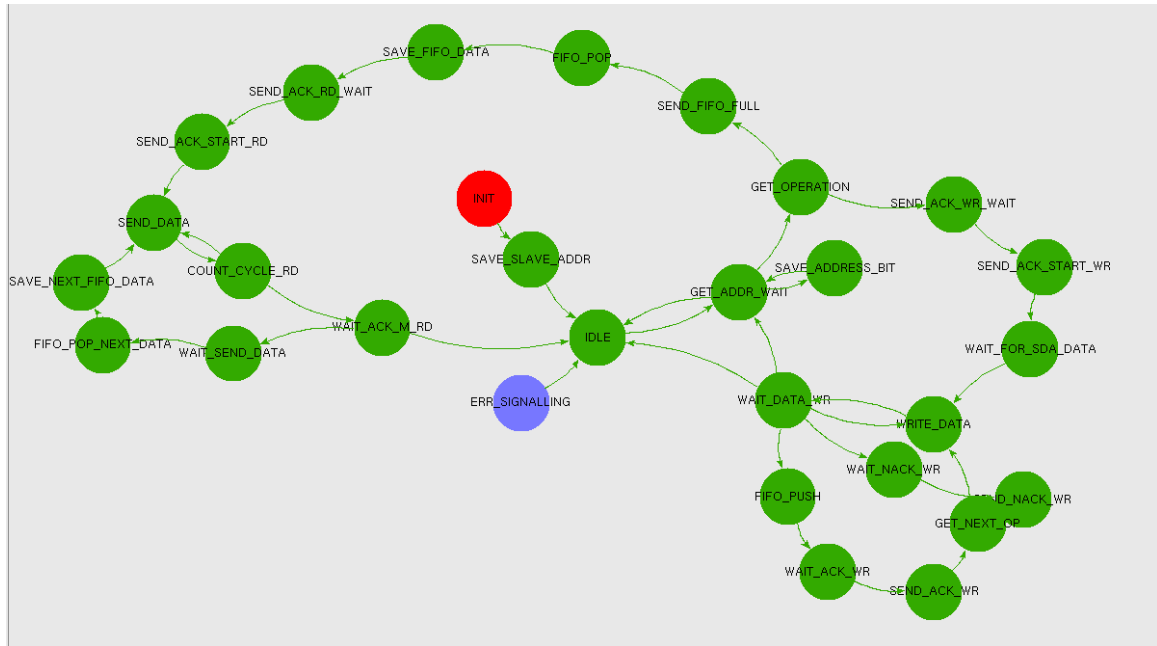 SAVE_FIFO_DATA
FIFO_POP
SEND_ACK_RD_WAIT
SEND_FIFO_FULL
SEND_ACK_START_RD
GET_OPERATION
INIT
SEND_ACK_WR_WAIT
SEND_DATA
SAVE_SLAVE_ADDR
SEND_ACK_START_WR
COUNT_CYCLE_RD
SAVE_ADDRESS_BIT
SAVE_NEXT_FIFO_DATA
GET_ADDR_WAIT
WAIT_ACK_M_RD
IDLE
FIFO_POP_NEXT_DATA
WAIT_SEND_DATA
WAIT_FOR_SDA_DATA
ERR_SIGNALLING
WAIT_DATA_WR
WRITE_DATA
WAIT_NACK_WR
FIFO_PUSH
SEND_NACK_WR
GET_NEXT_OP
WAIT_ACK_WR
SEND_ACK_WR